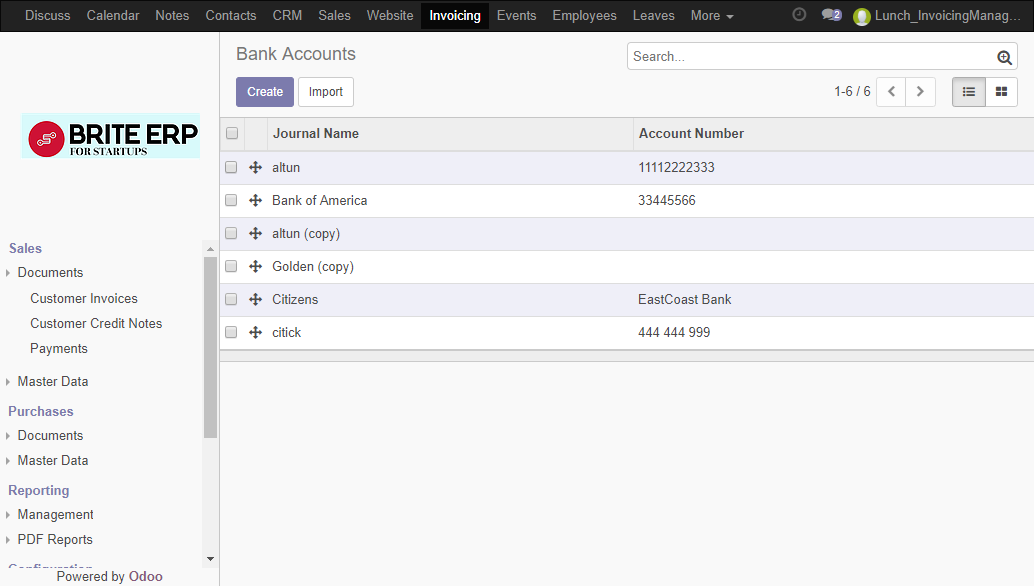 Discuss Calendar Notes Contacts CRM Sales Website Invoicing Events Employees Leaves More 2 Lunch_InvoicingManag...
Bank Accounts
Search...
Create Import
1-6 / 6
BRITE ERP
FOR STARTUPS
Sales
Documents
Customer Invoices
Customer Credit Notes
Payments
Master Data
Purchases
Documents
Master Data
Reporting
Management
PDF Reports
Configuration
Powered by Odoo
Journal Name Account Number
altun 11112222333
Bank of America 33445566
altun (copy)
Golden (copy)
Citizens EastCoast Bank
citick 444 444 999